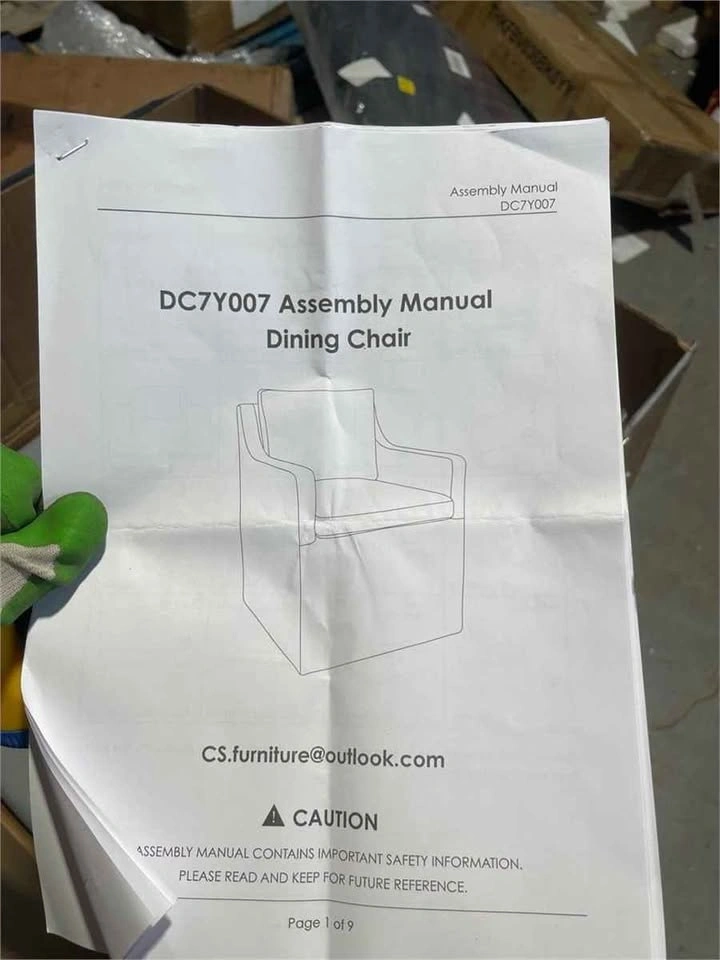 Assembly Manual
DC7Y007
DC7Y007 Assembly Manual
Dining Chair
CS.furniture@outlook.com
CAUTION
ASSEMBLY MANUAL CONTAINS IMPORTANT SAFETY INFORMATION.
PLEASE READ AND KEEP FOR FUTURE REFERENCE.
Page 1 of 9